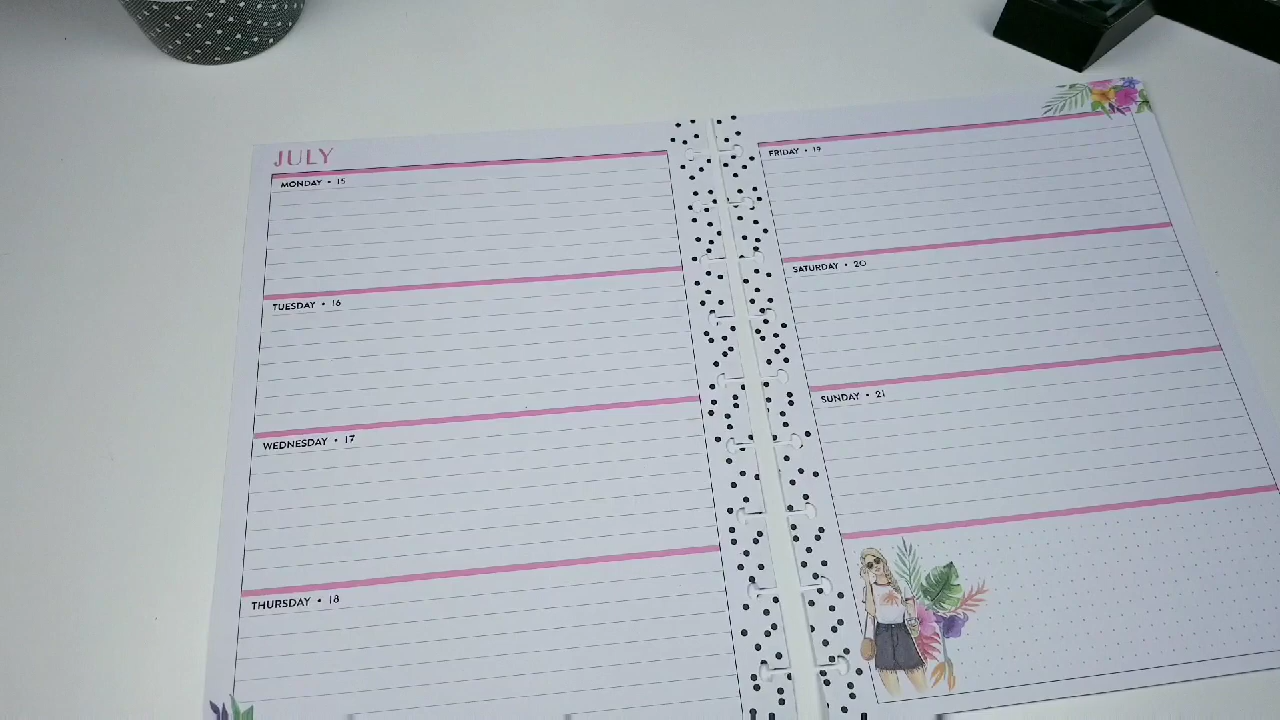 JULY
MONDAY • 15
TUESDAY • 16
WEDNESDAY • 17
THURSDAY • 18
FRIDAY • 19
SATURDAY • 20
SUNDAY • 21